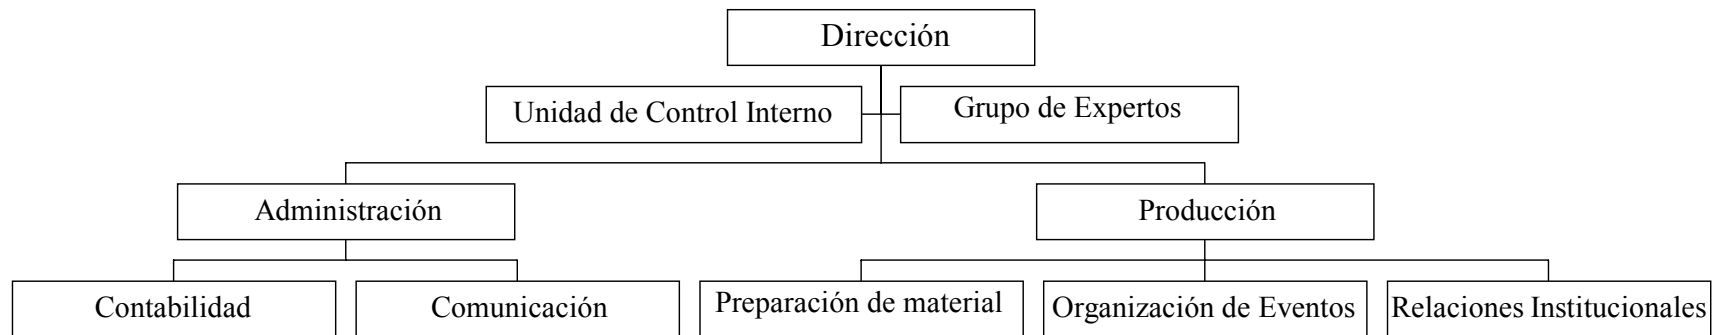 Dirección
Unidad de Control Interno
Grupo de Expertos
Administración
Producción
Contabilidad
Comunicación
Preparación de material
Organización de Eventos
Relaciones Institucionales